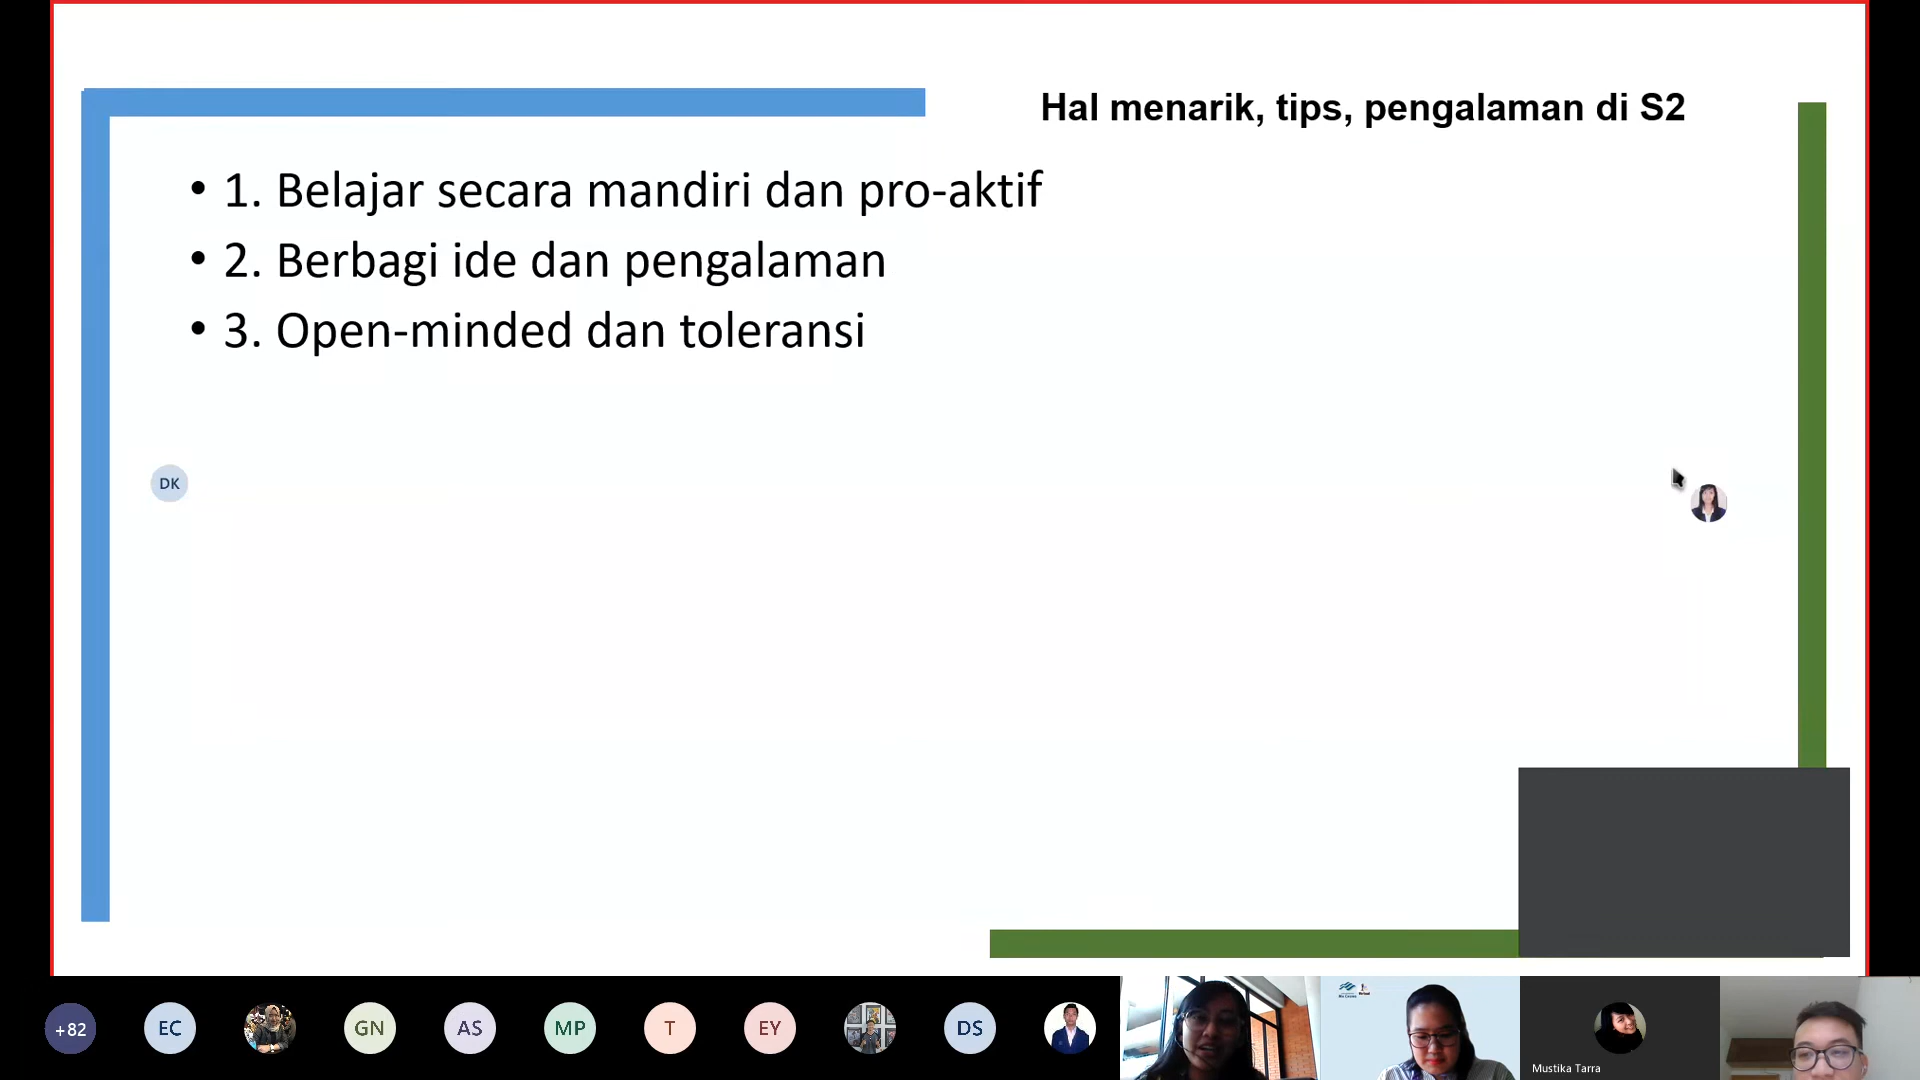 Hal menarik, tips, pengalaman di S2
• 1. Belajar secara mandiri dan pro-aktif
• 2. Berbagi ide dan pengalaman
• 3. Open-minded dan toleransi
DK
+82
EC
GN
AS
MP
T
EY
DS
Mustika Tarra